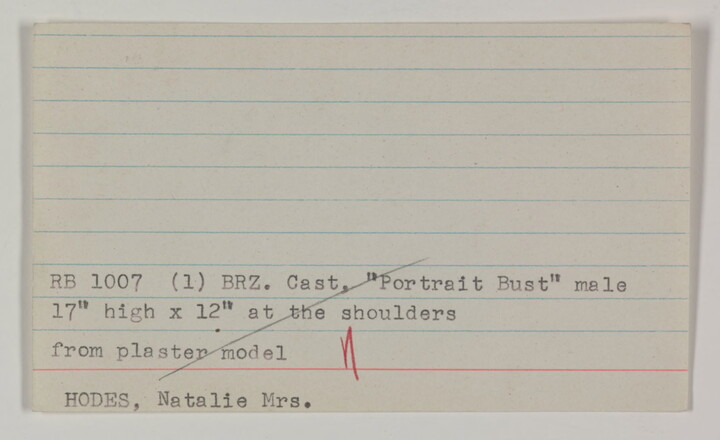 RB 1007 (1) BRZ. Cast, "Portrait Bust" male
17" high x 12" at the shoulders
from plaster model
HODES, Natalie Mrs.